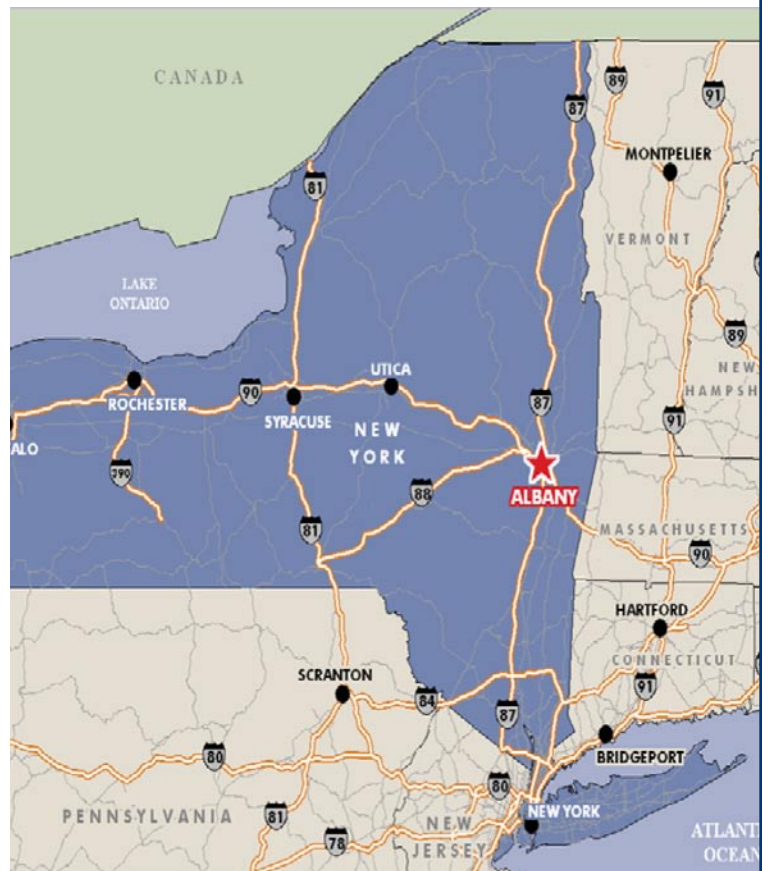 CANADA
89
91
87
MONTPELIER
81
VERMONT
LAKE
ONTARIO
89
UTICA
NEW
HAMPSH
90
ROCHESTER
87
SYRACUSE
91
NEW
YORK
ALO
390
88
ALBANY
81
MASSACHUSETTS
90
HARTFORD
CONNECTICUT
SCRANTON
84
91
87
80
BRIDGEPORT
80
PENNSYLVANIA
81
NEW
JERSEY
NEW YORK
78
ATLANTI
OCEAN